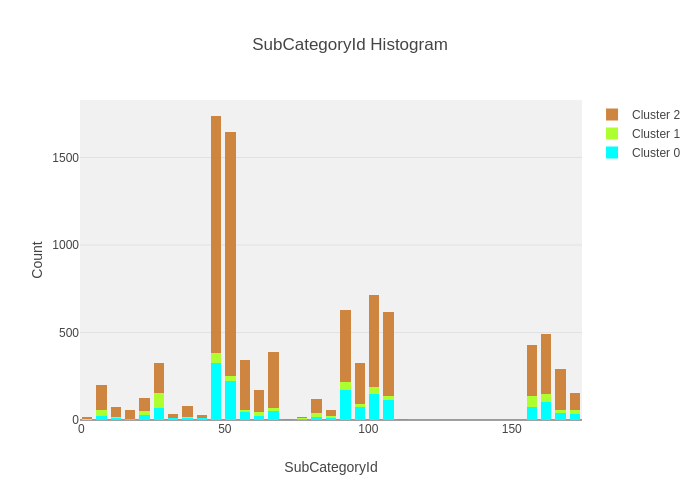 SubCategoryId Histogram
Cluster 2
Cluster 1
Cluster 0
Count
1500
1000
500
0
0
50
100
150
SubCategoryId